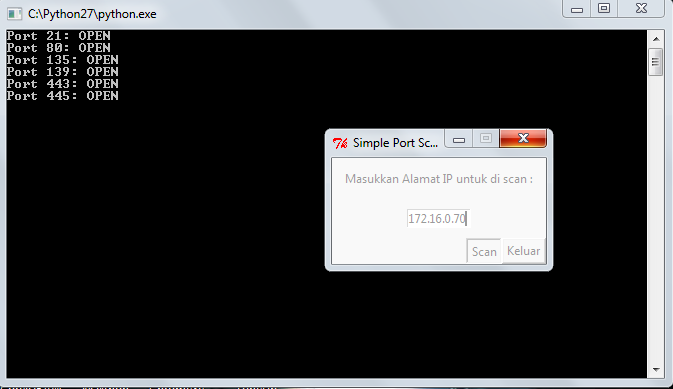 C:\Python27\python.exe
Port 21: OPEN
Port 80: OPEN
Port 135: OPEN
Port 139: OPEN
Port 443: OPEN
Port 445: OPEN
Simple Port Sc...
Masukkan Alamat IP untuk di scan :
172.16.0.70
Scan Keluar